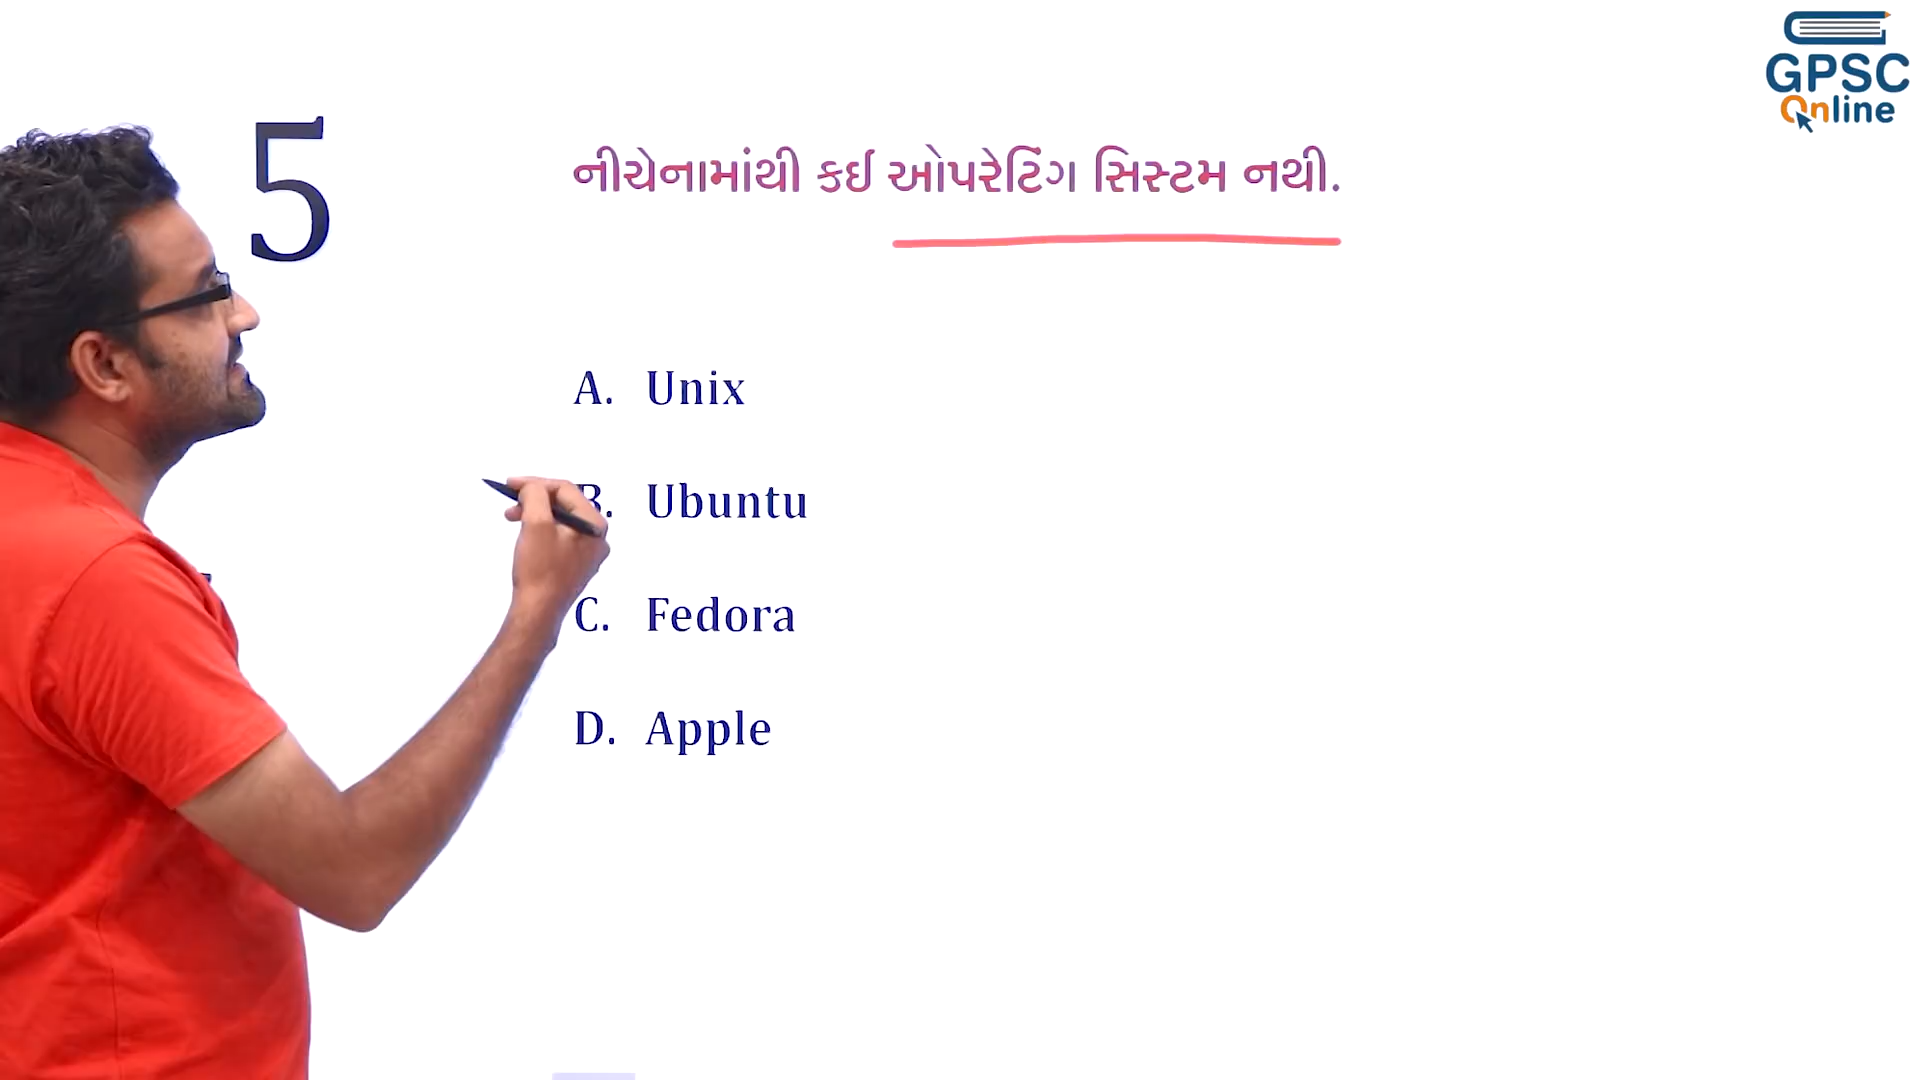 GPSC
Online
5
નીચેનામાંથી કઈ ઓપરેટિંગ સિસ્ટમ નથી.
A. Unix
B. Ubuntu
C. Fedora
D. Apple